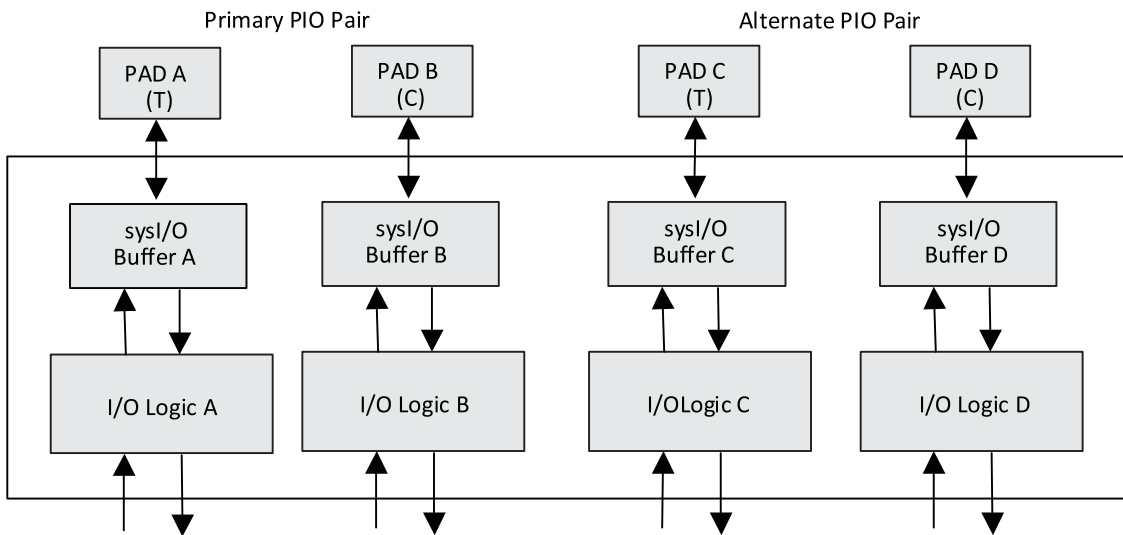 Primary PIO Pair
Alternate PIO Pair
PAD A
(T)
PAD B
(C)
PAD C
(T)
PAD D
(C)
sysI/O
Buffer A
sysI/O
Buffer B
sysI/O
Buffer C
sysI/O
Buffer D
I/O Logic A
I/O Logic B
I/OLogic C
I/O Logic D